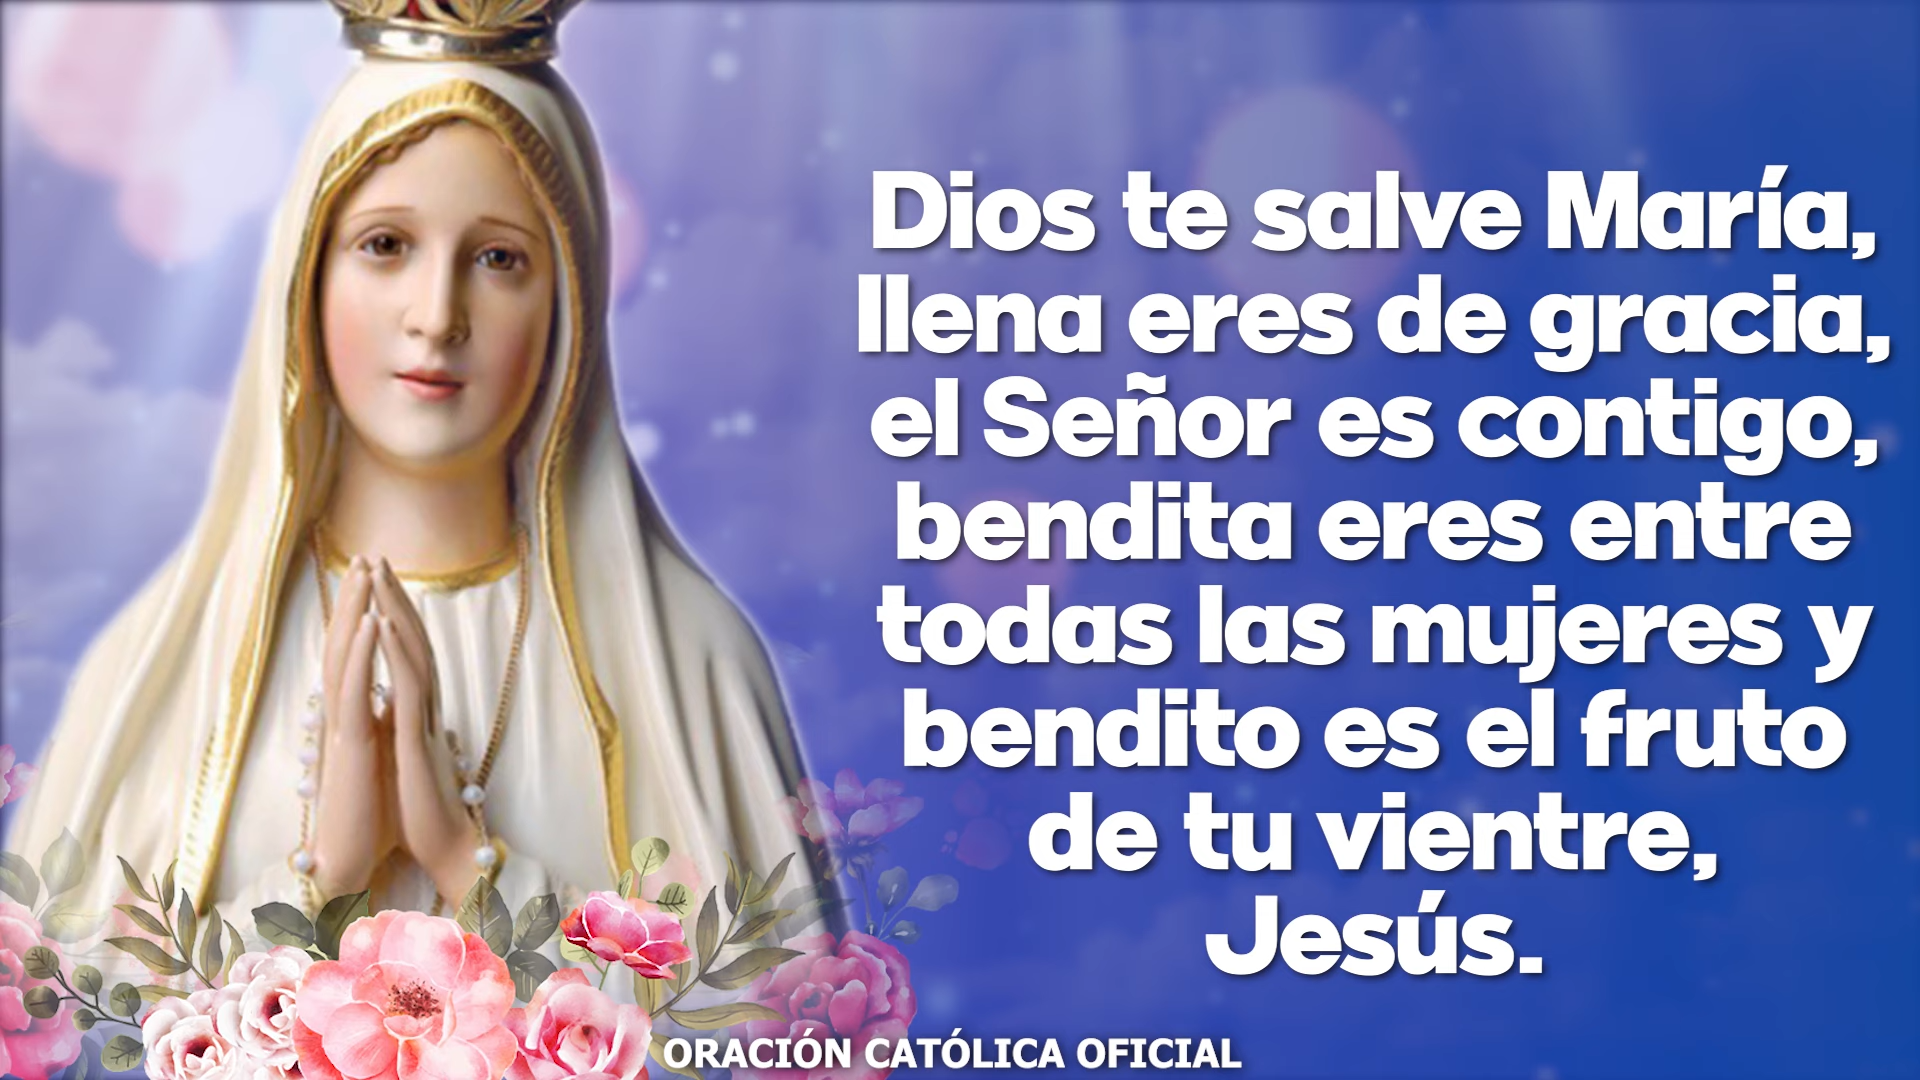 Dios te salve María,
llena eres de gracia,
el Señor es contigo,
bendita eres entre
todas las mujeres y
bendito es el fruto
de tu vientre,
Jesús.
ORACIÓN CATÓLICA OFICIAL